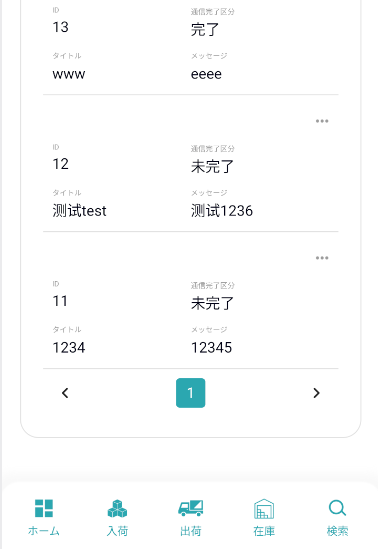 ID 通信完了区分
13 完了
タイトル メッセージ
www eeee
ID 通信完了区分
12 未完了
タイトル メッセージ
测试test 测试1236
ID 通信完了区分
11 未完了
タイトル メッセージ
1234 12345
1
ホーム 入荷 出荷 在庫 検索